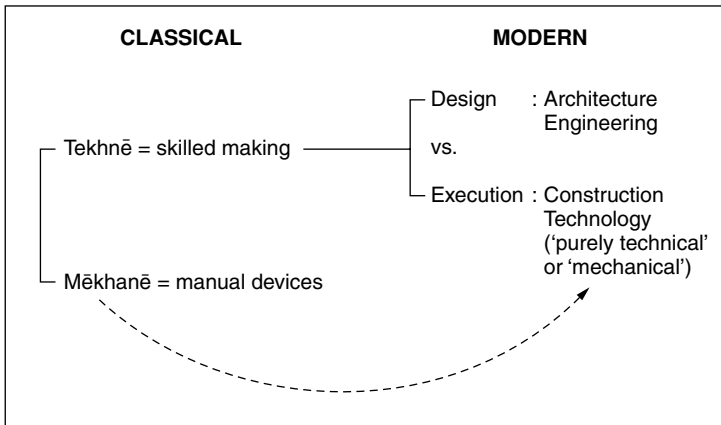 CLASSICAL MODERN
Design : Architecture
Engineering
Tekhnē = skilled making vs.
Execution : Construction
Technology
(‘purely technical’
or ‘mechanical’)
Mēkhanē = manual devices